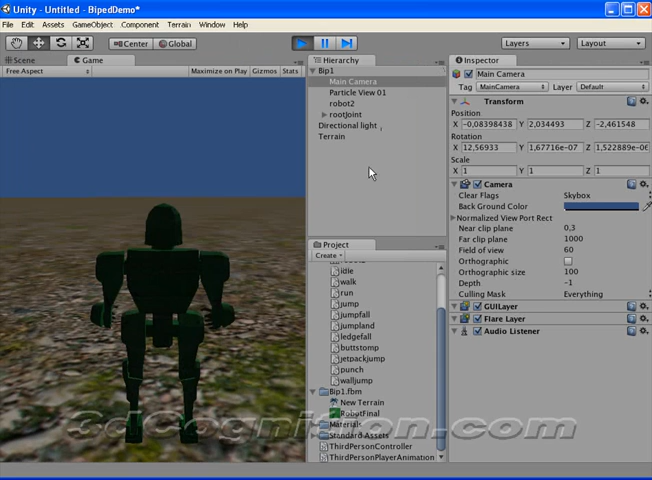 Unity - Untitled - BipedDemo*
File Edit Assets GameObject Component Terrain Window Help
Center Global Layers Layout
Scene Game Hierarchy Inspector
Free Aspect Maximize on Play Gizmos Stats
Bip1
Main Camera
Particle View 01
robot2
rootJoint
Directional light
Terrain
Main Camera
Tag MainCamera Layer Default
Transform
Position
X -0,08398438 Y 2,034493 Z -2,461548
Rotation
X 12,56933 Y 1,67716e-07 Z 1,522889e-06
Scale
X 1 Y 1 Z 1
Camera
Clear Flags Skybox
Back Ground Color
Normalized View Port Rect
Near clip plane 0,3
Far clip plane 1000
Field of view 60
Orthographic
Orthographic size 100
Depth -1
Culling Mask Everything
GUILayer
Flare Layer
Audio Listener
Project
Create
idle
walk
run
jump
jumpfall
jumpland
ledgefall
buttstomp
jetpackjump
punch
walljump
Bip1.fbm
New Terrain
RobotFinal
Materials
Standard Assets
ThirdPersonController
ThirdPersonPlayerAnimation